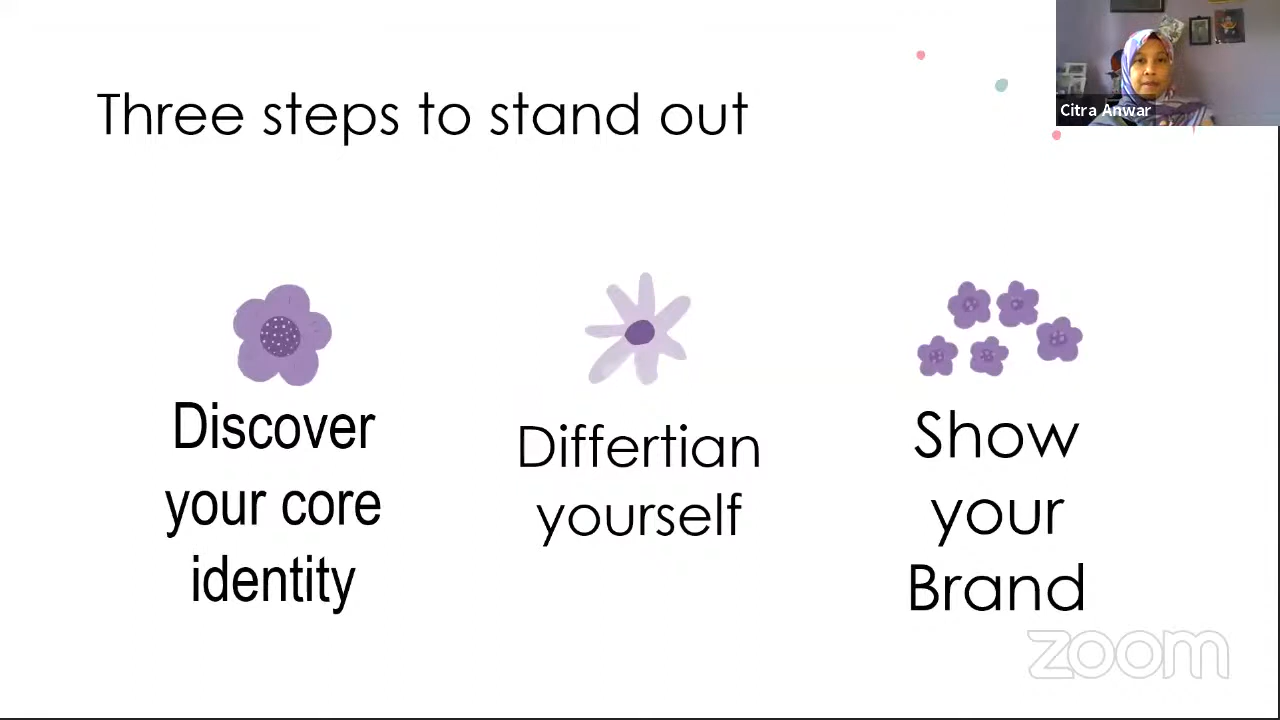 Citra Anwar
Three steps to stand out
Discover
your core
identity
Differtian
yourself
Show
your
Brand
zoom